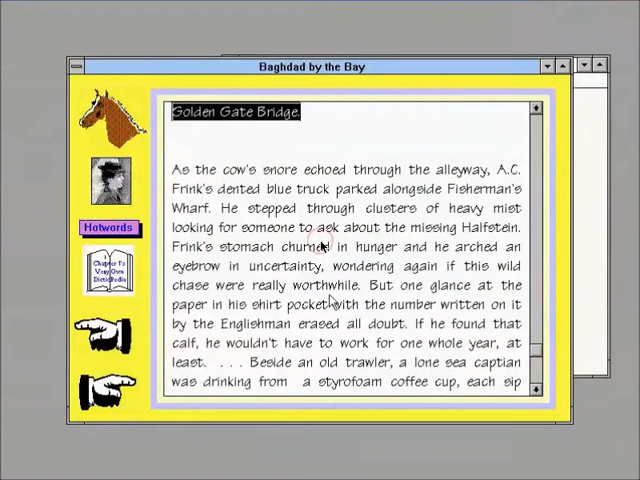 Baghdad by the Bay
Golden Gate Bridge.
As the cow's snore echoed through the alleyway, A.C.
Frink's dented blue truck parked alongside Fisherman's
Wharf. He stepped through clusters of heavy mist
looking for someone to ask about the missing Halfstein.
Frink's stomach churned in hunger and he arched an
eyebrow in uncertainty, wondering again if this wild
chase were really worthwhile. But one glance at the
paper in his shirt pocket with the number written on it
by the Englishman erased all doubt. If he found that
calf, he wouldn't have to work for one whole year, at
least. . . . Beside an old trawler, a lone sea captian
was drinking from a styrofoam coffee cup, each sip
Hotwords
Chapter 1's
Very Own